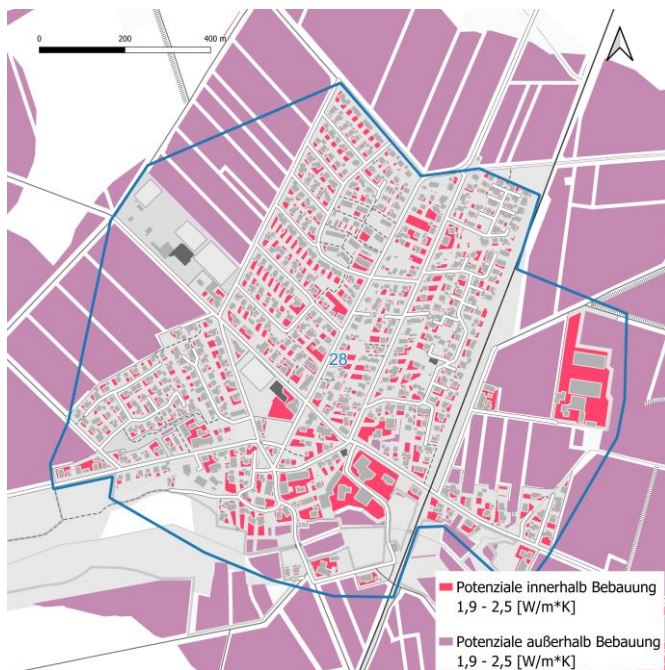 0 200 400 m
28
Potenziale innerhalb Bebauung
1,9 - 2,5 [W/m*K]
Potenziale außerhalb Bebauung
1,9 - 2,5 [W/m*K]